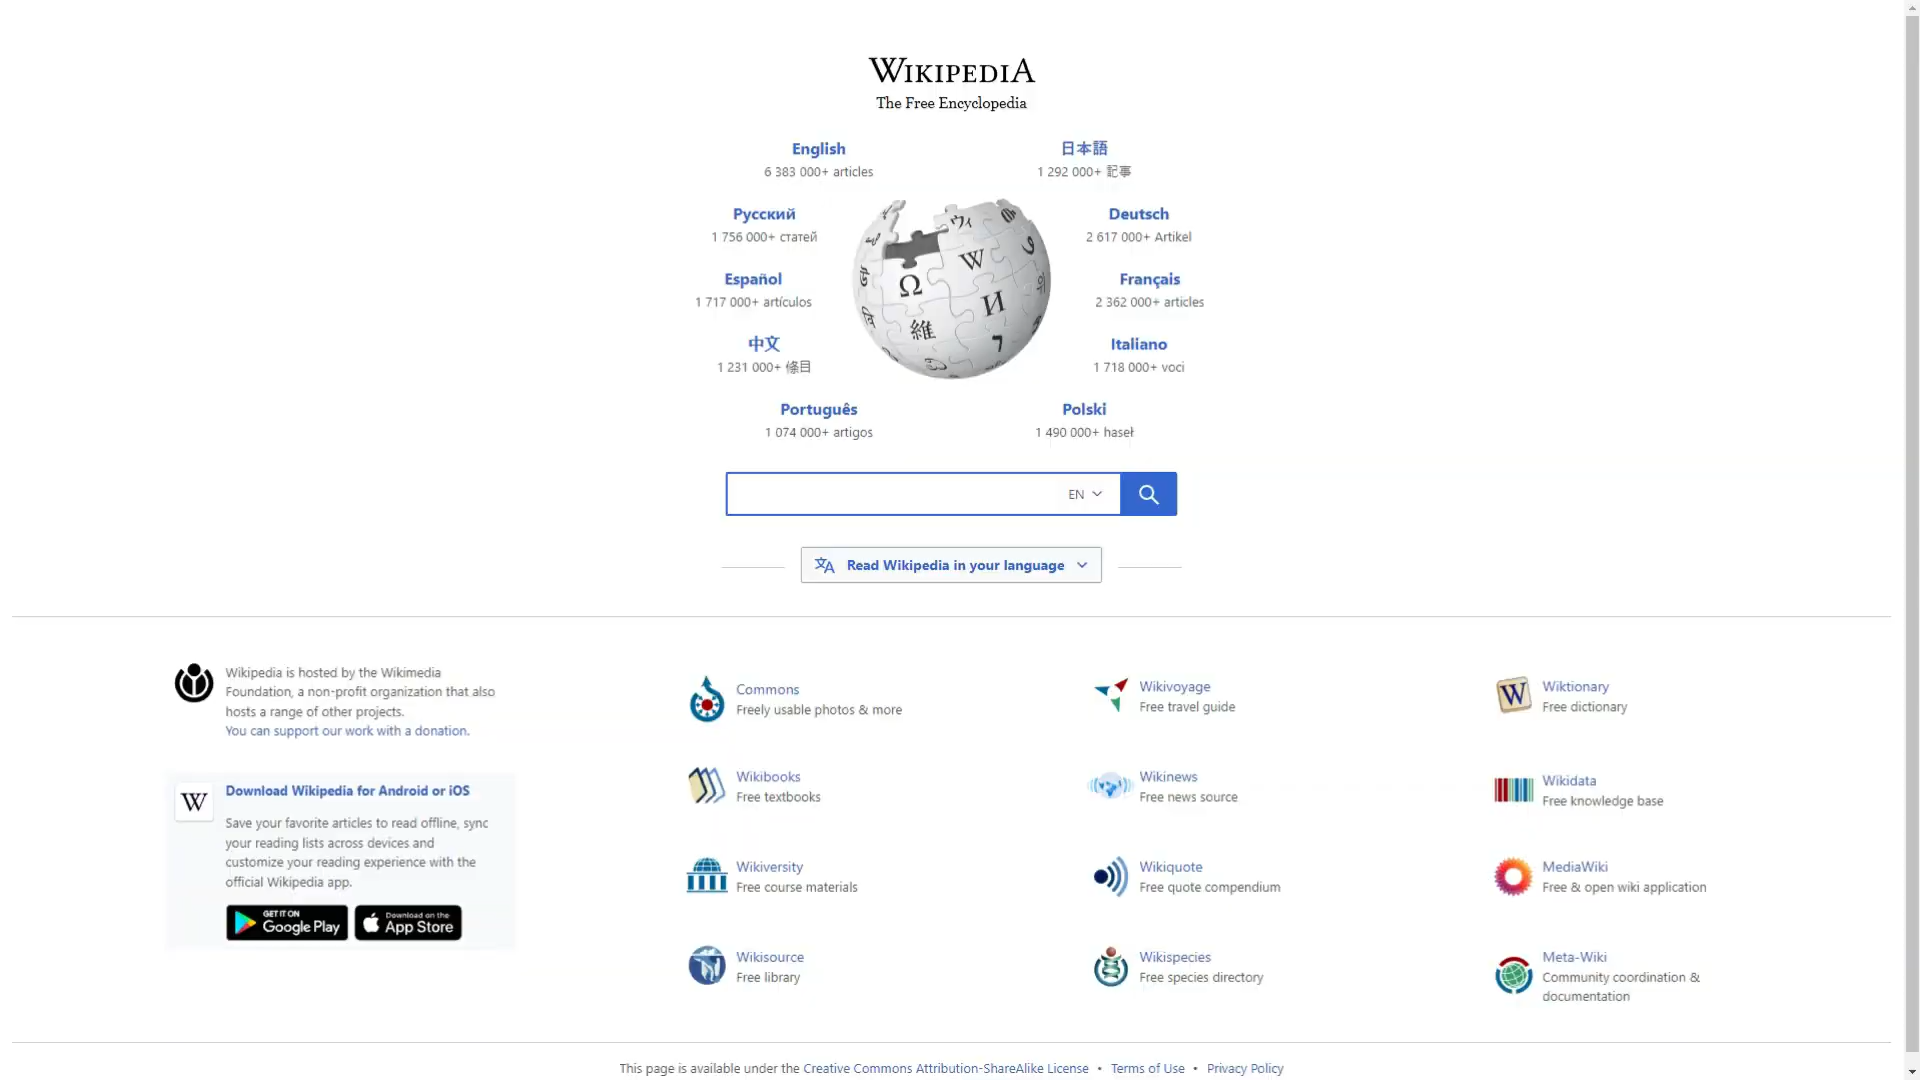 WIKIPEDIA
The Free Encyclopedia
English
6 383 000+ articles
日本語
1 292 000+ 記事
Русский
1 756 000+ статей
Deutsch
2 617 000+ Artikel
Español
1 717 000+ artículos
Français
2 362 000+ articles
中文
1 231 000+ 條目
Italiano
1 718 000+ voci
Português
1 074 000+ artigos
Polski
1 490 000+ haseł
Ω W И 維 ウィ
EN
Read Wikipedia in your language
Wikipedia is hosted by the Wikimedia
Foundation, a non-profit organization that also
hosts a range of other projects.
You can support our work with a donation.
W
Download Wikipedia for Android or iOS
Save your favorite articles to read offline, sync
your reading lists across devices and
customize your reading experience with the
official Wikipedia app.
GET IT ON
Google Play
Download on the
App Store
Commons
Freely usable photos & more
Wikivoyage
Free travel guide
W
Wiktionary
Free dictionary
Wikibooks
Free textbooks
Wikinews
Free news source
Wikidata
Free knowledge base
Wikiversity
Free course materials
Wikiquote
Free quote compendium
MediaWiki
Free & open wiki application
Wikisource
Free library
Wikispecies
Free species directory
Meta-Wiki
Community coordination &
documentation
This page is available under the Creative Commons Attribution-ShareAlike License • Terms of Use • Privacy Policy